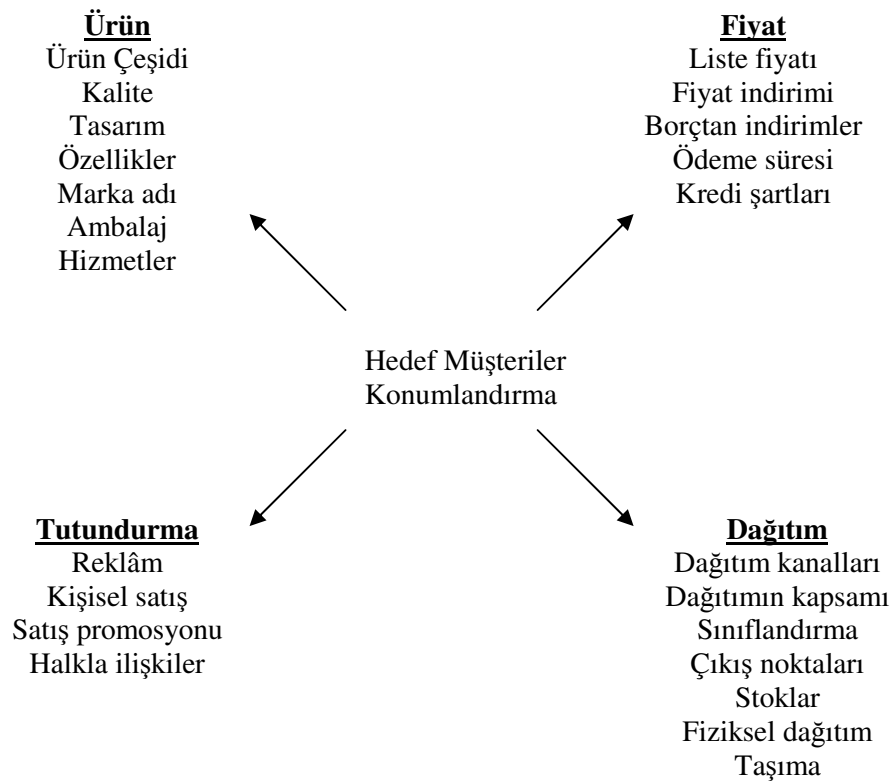 Ürün
Ürün Çeşidi
Kalite
Tasarım
Özellikler
Marka adı
Ambalaj
Hizmetler
Fiyat
Liste fiyatı
Fiyat indirimi
Borçtan indirimler
Ödeme süresi
Kredi şartları
Hedef Müşteriler
Konumlandırma
Tutundurma
Reklâm
Kişisel satış
Satış promosyonu
Halkla ilişkiler
Dağıtım
Dağıtım kanalları
Dağıtımın kapsamı
Sınıflandırma
Çıkış noktaları
Stoklar
Fiziksel dağıtım
Taşıma